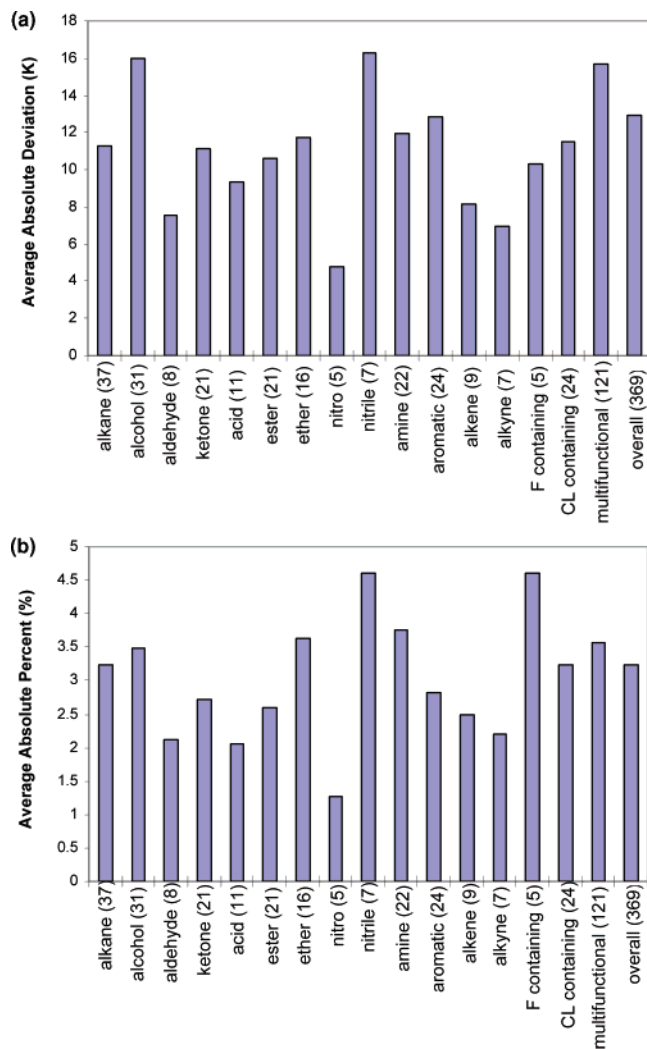 (a)
Average Absolute Deviation (K)
18
16
14
12
10
8
6
4
2
0
alkane (37)
alcohol (31)
aldehyde (8)
ketone (21)
acid (11)
ester (21)
ether (16)
nitro (5)
nitrile (7)
amine (22)
aromatic (24)
alkene (9)
alkyne (7)
F containing (5)
CL containing (24)
multifunctional (121)
overall (369)
(b)
Average Absolute Percent (%)
5
4.5
4
3.5
3
2.5
2
1.5
1
0.5
0
alkane (37)
alcohol (31)
aldehyde (8)
ketone (21)
acid (11)
ester (21)
ether (16)
nitro (5)
nitrile (7)
amine (22)
aromatic (24)
alkene (9)
alkyne (7)
F containing (5)
CL containing (24)
multifunctional (121)
overall (369)